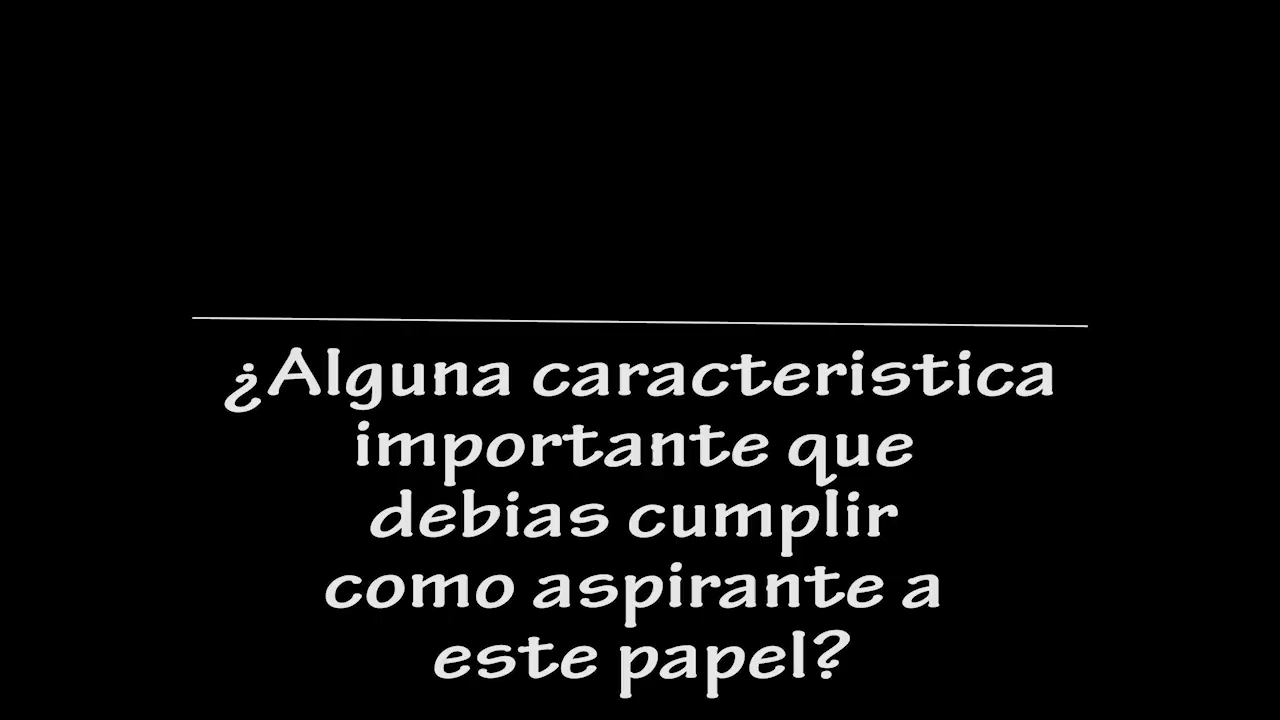 ¿Alguna caracteristica
importante que
debias cumplir
como aspirante a
este papel?